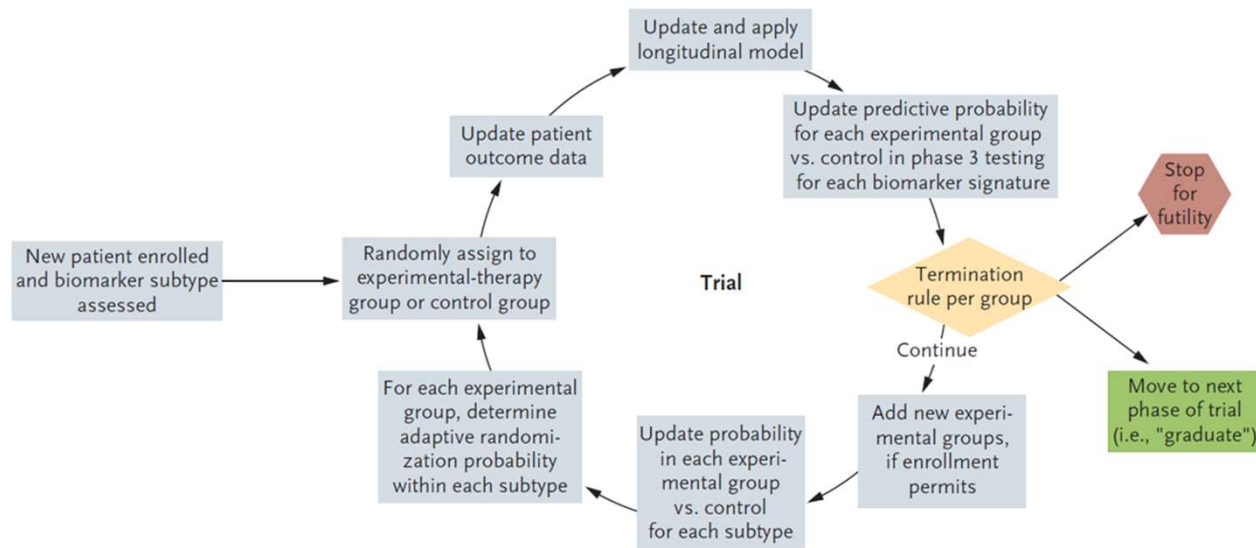 Update and apply
longitudinal model
Update predictive probability
for each experimental group
vs. control in phase 3 testing
for each biomarker signature
Update patient
outcome data
Stop
for
futility
New patient enrolled
and biomarker subtype
assessed
Randomly assign to
experimental-therapy
group or control group
Trial
Termination
rule per group
Continue
For each experimental
group, determine
adaptive randomi-
zation probability
within each subtype
Update probability
in each experi-
mental group
vs. control
for each subtype
Add new experi-
mental groups,
if enrollment
permits
Move to next
phase of trial
(i.e., "graduate")